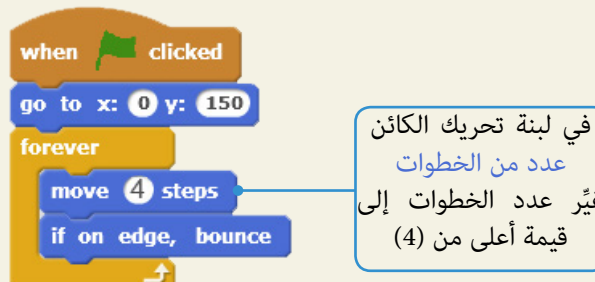 when clicked
go to x: 0 y: 150
forever
move 4 steps
if on edge, bounce
في لبنة تحريك الكائن
عدد من الخطوات
غيِّر عدد الخطوات إلى
قيمة أعلى من (4)